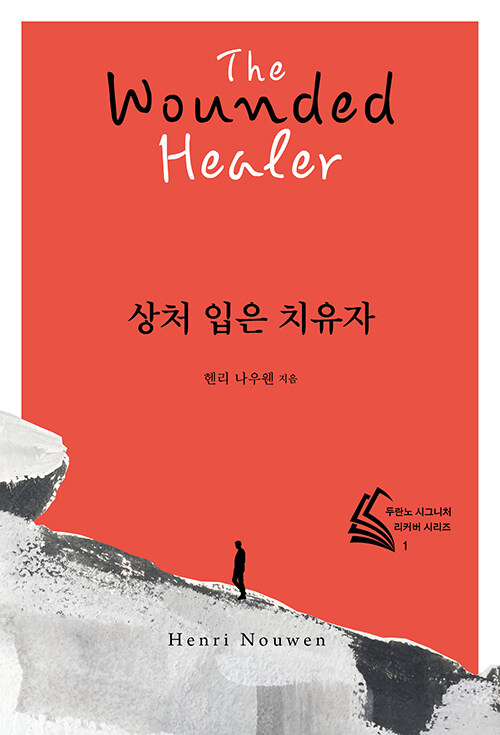 The
Wounded
Healer
상처 입은 치유자
헨리 나우웬 지음
두란노 시그니처
리커버 시리즈
1
Henri Nouwen